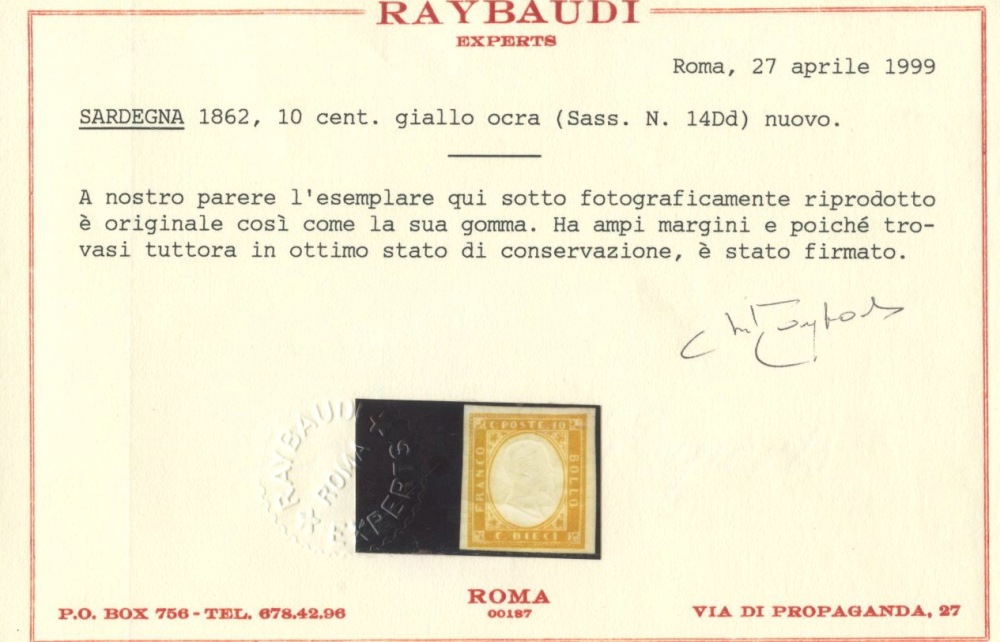 RAYBAUDI
EXPERTS
Roma, 27 aprile 1999
SARDEGNA 1862, 10 cent. giallo ocra (Sass. N. 14Dd) nuovo.
A nostro parere l'esemplare qui sotto fotograficamente riprodotto
è originale così come la sua gomma. Ha ampi margini e poiché tro-
vasi tuttora in ottimo stato di conservazione, è stato firmato.
RAYBAUDI
ROMA
EXPERTS
C POSTE 10
FRANCO
BOLLO
C. DIECI
P.O. BOX 756 - TEL. 678.42.96
ROMA
00187
VIA DI PROPAGANDA, 27